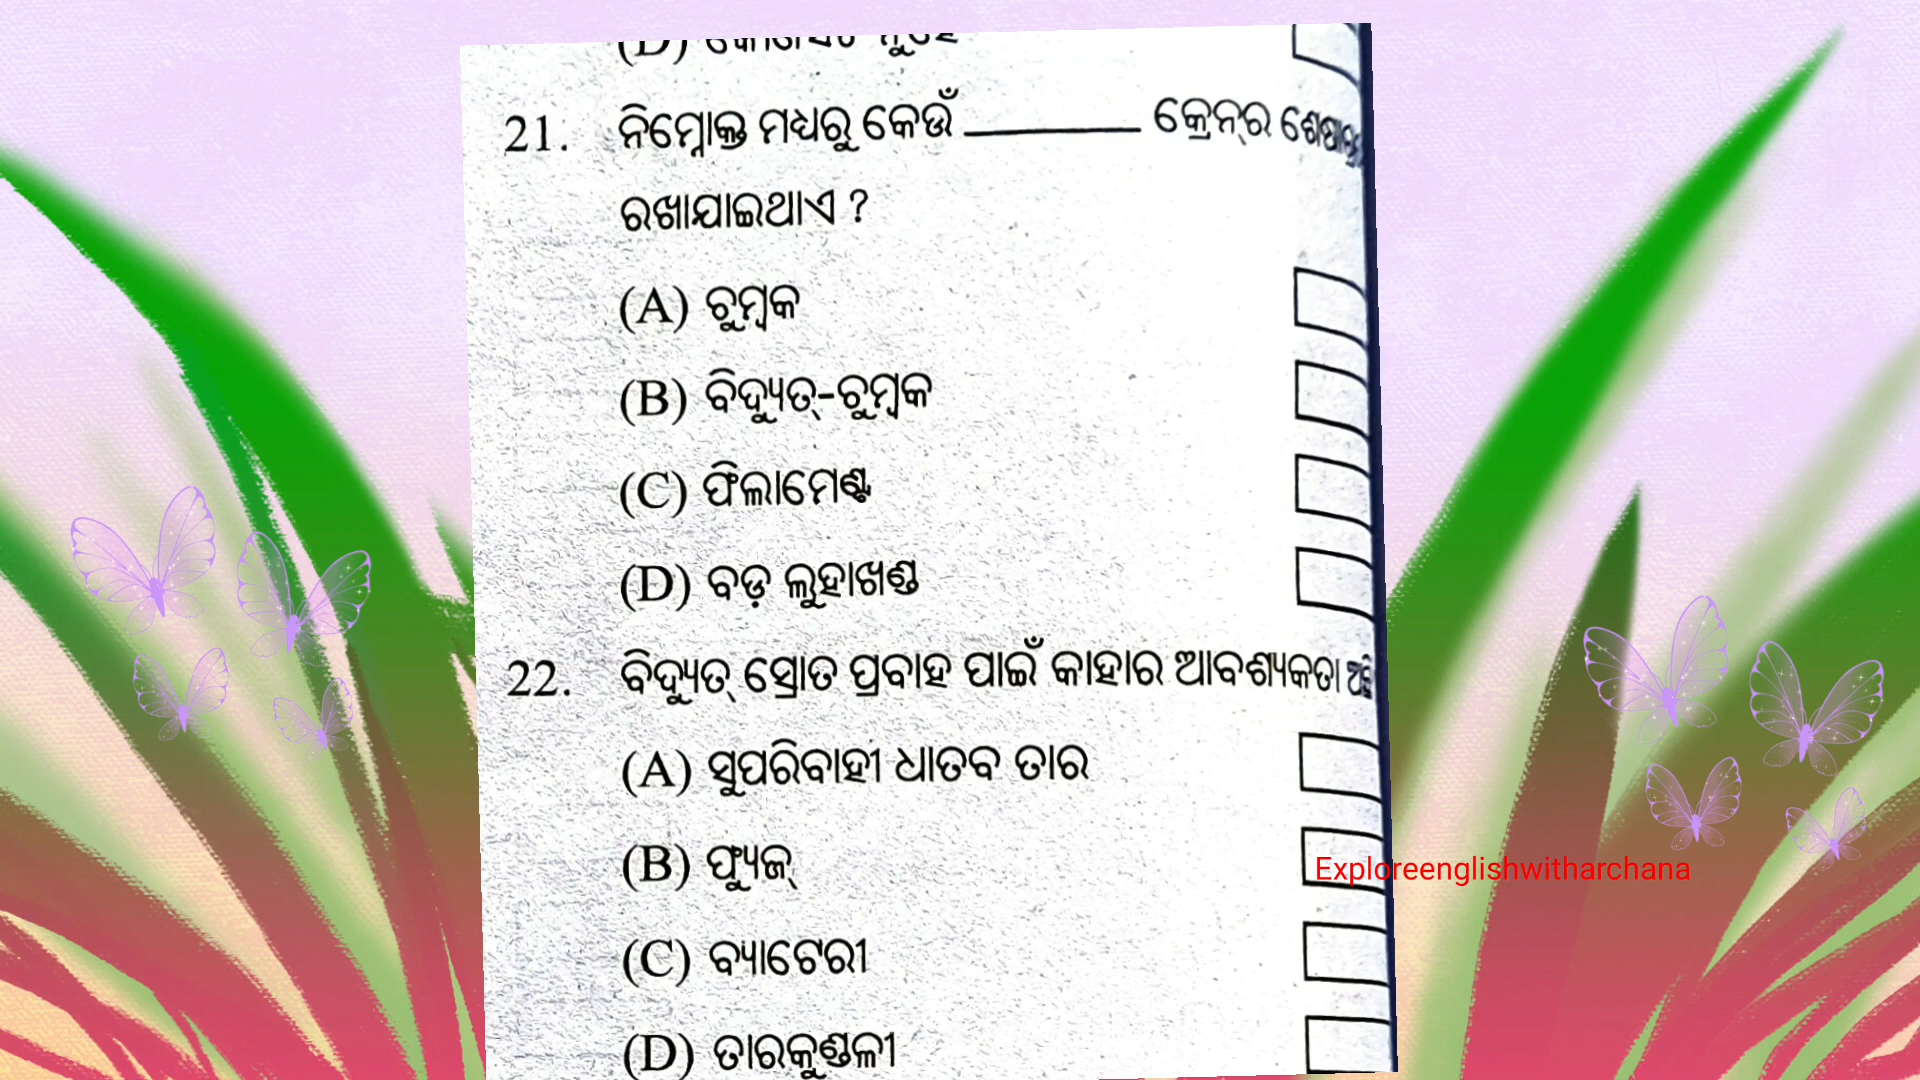 (D)
21. ନିମ୍ନୋକ୍ତ ମଧ୍ୟରୁ କେଉଁ ________ କ୍ରେନ୍‌ର
ରଖାଯାଇଥାଏ ?
(A) ଚୁମ୍ବକ
(B) ବିଦ୍ୟୁତ୍-ଚୁମ୍ବକ
(C) ଫିଲାମେଣ୍ଟ
(D) ବଡ଼ ଲୁହାଖଣ୍ଡ
22. ବିଦ୍ୟୁତ୍ ସ୍ରୋତ ପ୍ରବାହ ପାଇଁ କାହାର ଆବଶ୍ୟକତା
(A) ସୁପରିବାହୀ ଧାତବ ତାର
(B) ଫ୍ୟୁଜ୍
Exploreenglishwitharchana
(C) ବ୍ୟାଟେରୀ
(D) ତାରକୁଣ୍ଡଳୀ